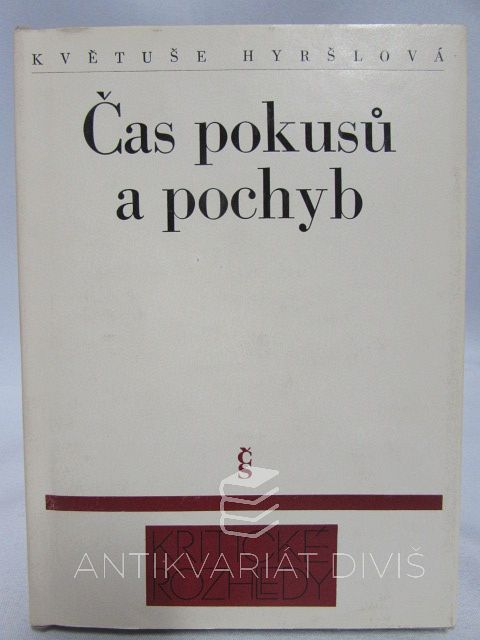 KVĚTUŠE HYRŠLOVÁ
Čas pokusů
a pochyb
čs
KRITICKÉ
ANTIKVARIÁT DIVIŠ
ROZHLEDY